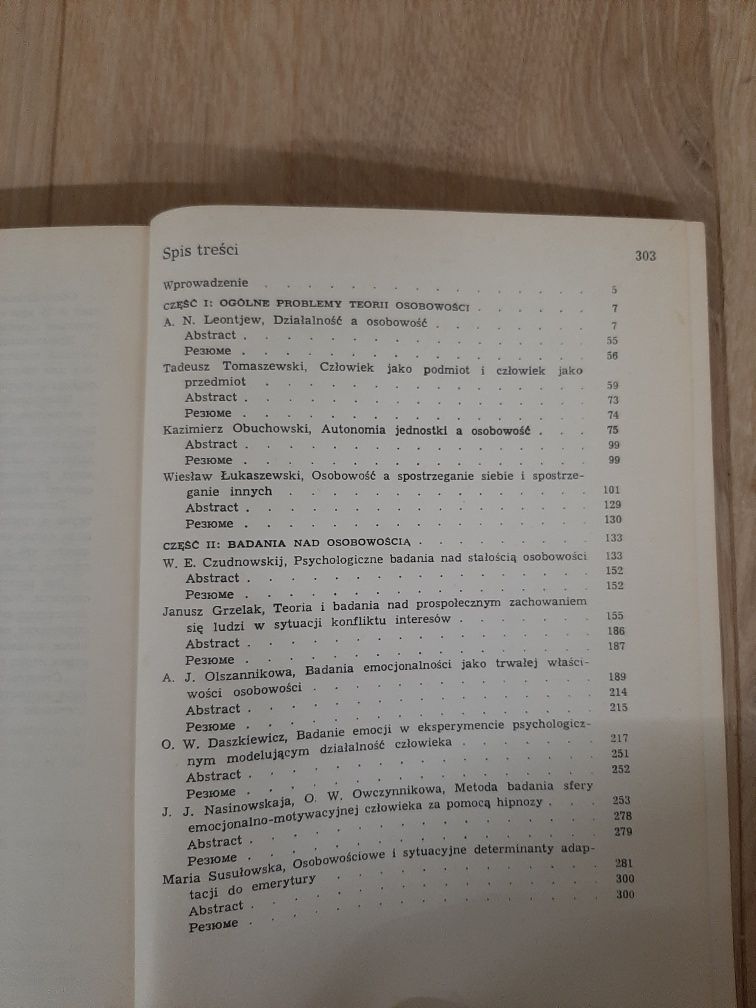 Spis treści 303
Wprowadzenie . . . . . . . . . . . . . 5
CZĘŚĆ I: OGÓLNE PROBLEMY TEORII OSOBOWOŚCI . . . . . 7
A. N. Leontjew, Działalność a osobowość . . . . . . . 7
Abstract . . . . . . . . . . . . . . 55
Резюме . . . . . . . . . . . . . . 56
Tadeusz Tomaszewski, Człowiek jako podmiot i człowiek jako
przedmiot . . . . . . . . . . . . . 59
Abstract . . . . . . . . . . . . . . 73
Резюме . . . . . . . . . . . . . . 74
Kazimierz Obuchowski, Autonomia jednostki a osobowość . . . 75
Abstract . . . . . . . . . . . . . . 99
Резюме . . . . . . . . . . . . . . 99
Wiesław Łukaszewski, Osobowość a spostrzeganie siebie i spostrze-
ganie innych . . . . . . . . . . . . 101
Abstract . . . . . . . . . . . . . . 129
Резюме . . . . . . . . . . . . . . 130
CZĘŚĆ II: BADANIA NAD OSOBOWOŚCIĄ . . . . . . . . 133
W. E. Czudnowskij, Psychologiczne badania nad stałością osobowości 133
Abstract . . . . . . . . . . . . . . 152
Резюме . . . . . . . . . . . . . . 152
Janusz Grzelak, Teoria i badania nad prospołecznym zachowaniem
się ludzi w sytuacji konfliktu interesów . . . . . . 155
Abstract . . . . . . . . . . . . . . 186
Резюме . . . . . . . . . . . . . . 187
A. J. Olszannikowa, Badania emocjonalności jako trwałej właści-
wości osobowości . . . . . . . . . . . 189
Abstract . . . . . . . . . . . . . . 214
Резюме . . . . . . . . . . . . . . 215
O. W. Daszkiewicz, Badanie emocji w eksperymencie psychologicz-
nym modelującym działalność człowieka . . . . . . 217
Abstract . . . . . . . . . . . . . . 251
Резюме . . . . . . . . . . . . . . 252
J. J. Nasinowskaja, O. W. Owczynnikowa, Metoda badania sfery
emocjonalno-motywacyjnej człowieka za pomocą hipnozy . . . 253
Abstract . . . . . . . . . . . . . . 278
Резюме . . . . . . . . . . . . . . 279
Maria Susułowska, Osobowościowe i sytuacyjne determinanty adap-
tacji do emerytury . . . . . . . . . . . 281
Abstract . . . . . . . . . . . . . . 300
Резюме . . . . . . . . . . . . . . 300